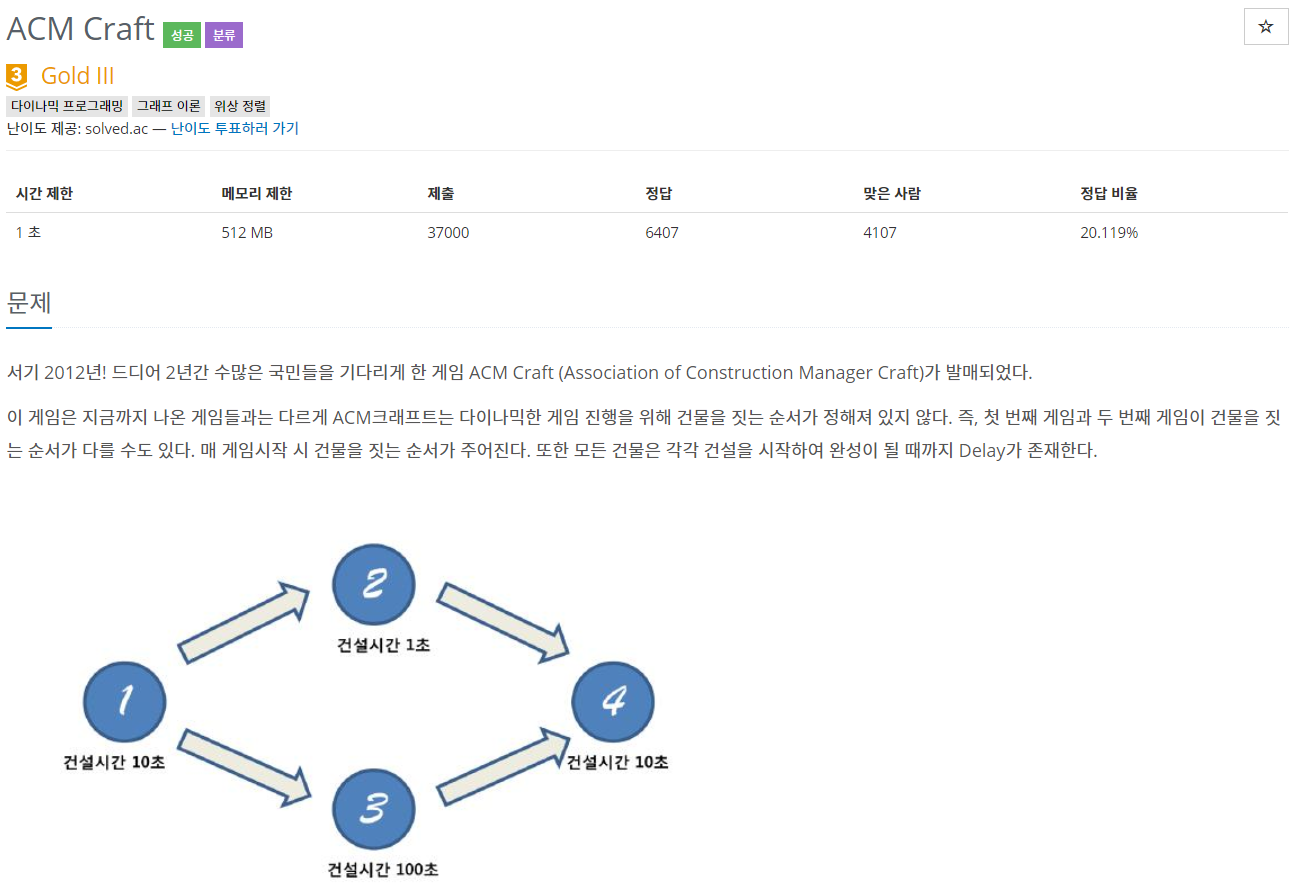 ACM Craft 성공 분류
☆
3 Gold III
다이나믹 프로그래밍 그래프 이론 위상 정렬
난이도 제공: solved.ac — 난이도 투표하러 가기
시간 제한 메모리 제한 제출 정답 맞은 사람 정답 비율
1 초 512 MB 37000 6407 4107 20.119%
문제
서기 2012년! 드디어 2년간 수많은 국민들을 기다리게 한 게임 ACM Craft (Association of Construction Manager Craft)가 발매되었다.
이 게임은 지금까지 나온 게임들과는 다르게 ACM크래프트는 다이나믹한 게임 진행을 위해 건물을 짓는 순서가 정해져 있지 않다. 즉, 첫 번째 게임과 두 번째 게임이 건물을 짓
는 순서가 다를 수도 있다. 매 게임시작 시 건물을 짓는 순서가 주어진다. 또한 모든 건물은 각각 건설을 시작하여 완성이 될 때까지 Delay가 존재한다.
2
건설시간 1초
1
4
건설시간 10초
건설시간 10초
3
건설시간 100초